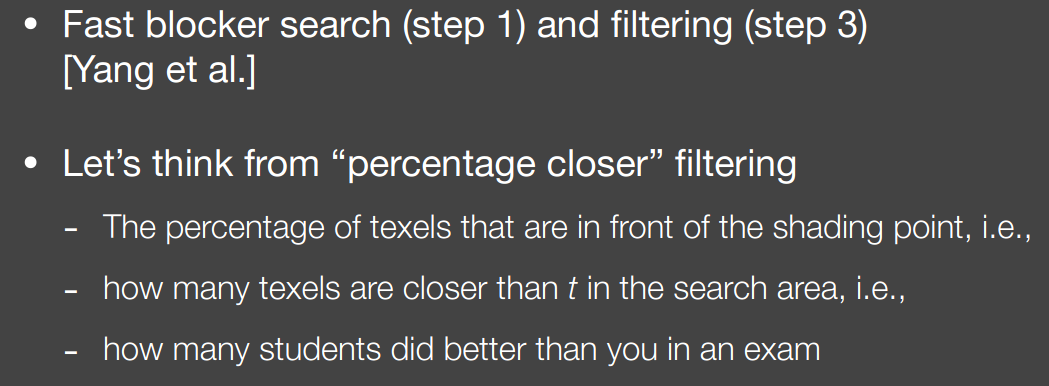 • Fast blocker search (step 1) and filtering (step 3)
[Yang et al.]
• Let’s think from “percentage closer” filtering
- The percentage of texels that are in front of the shading point, i.e.,
- how many texels are closer than t in the search area, i.e.,
- how many students did better than you in an exam